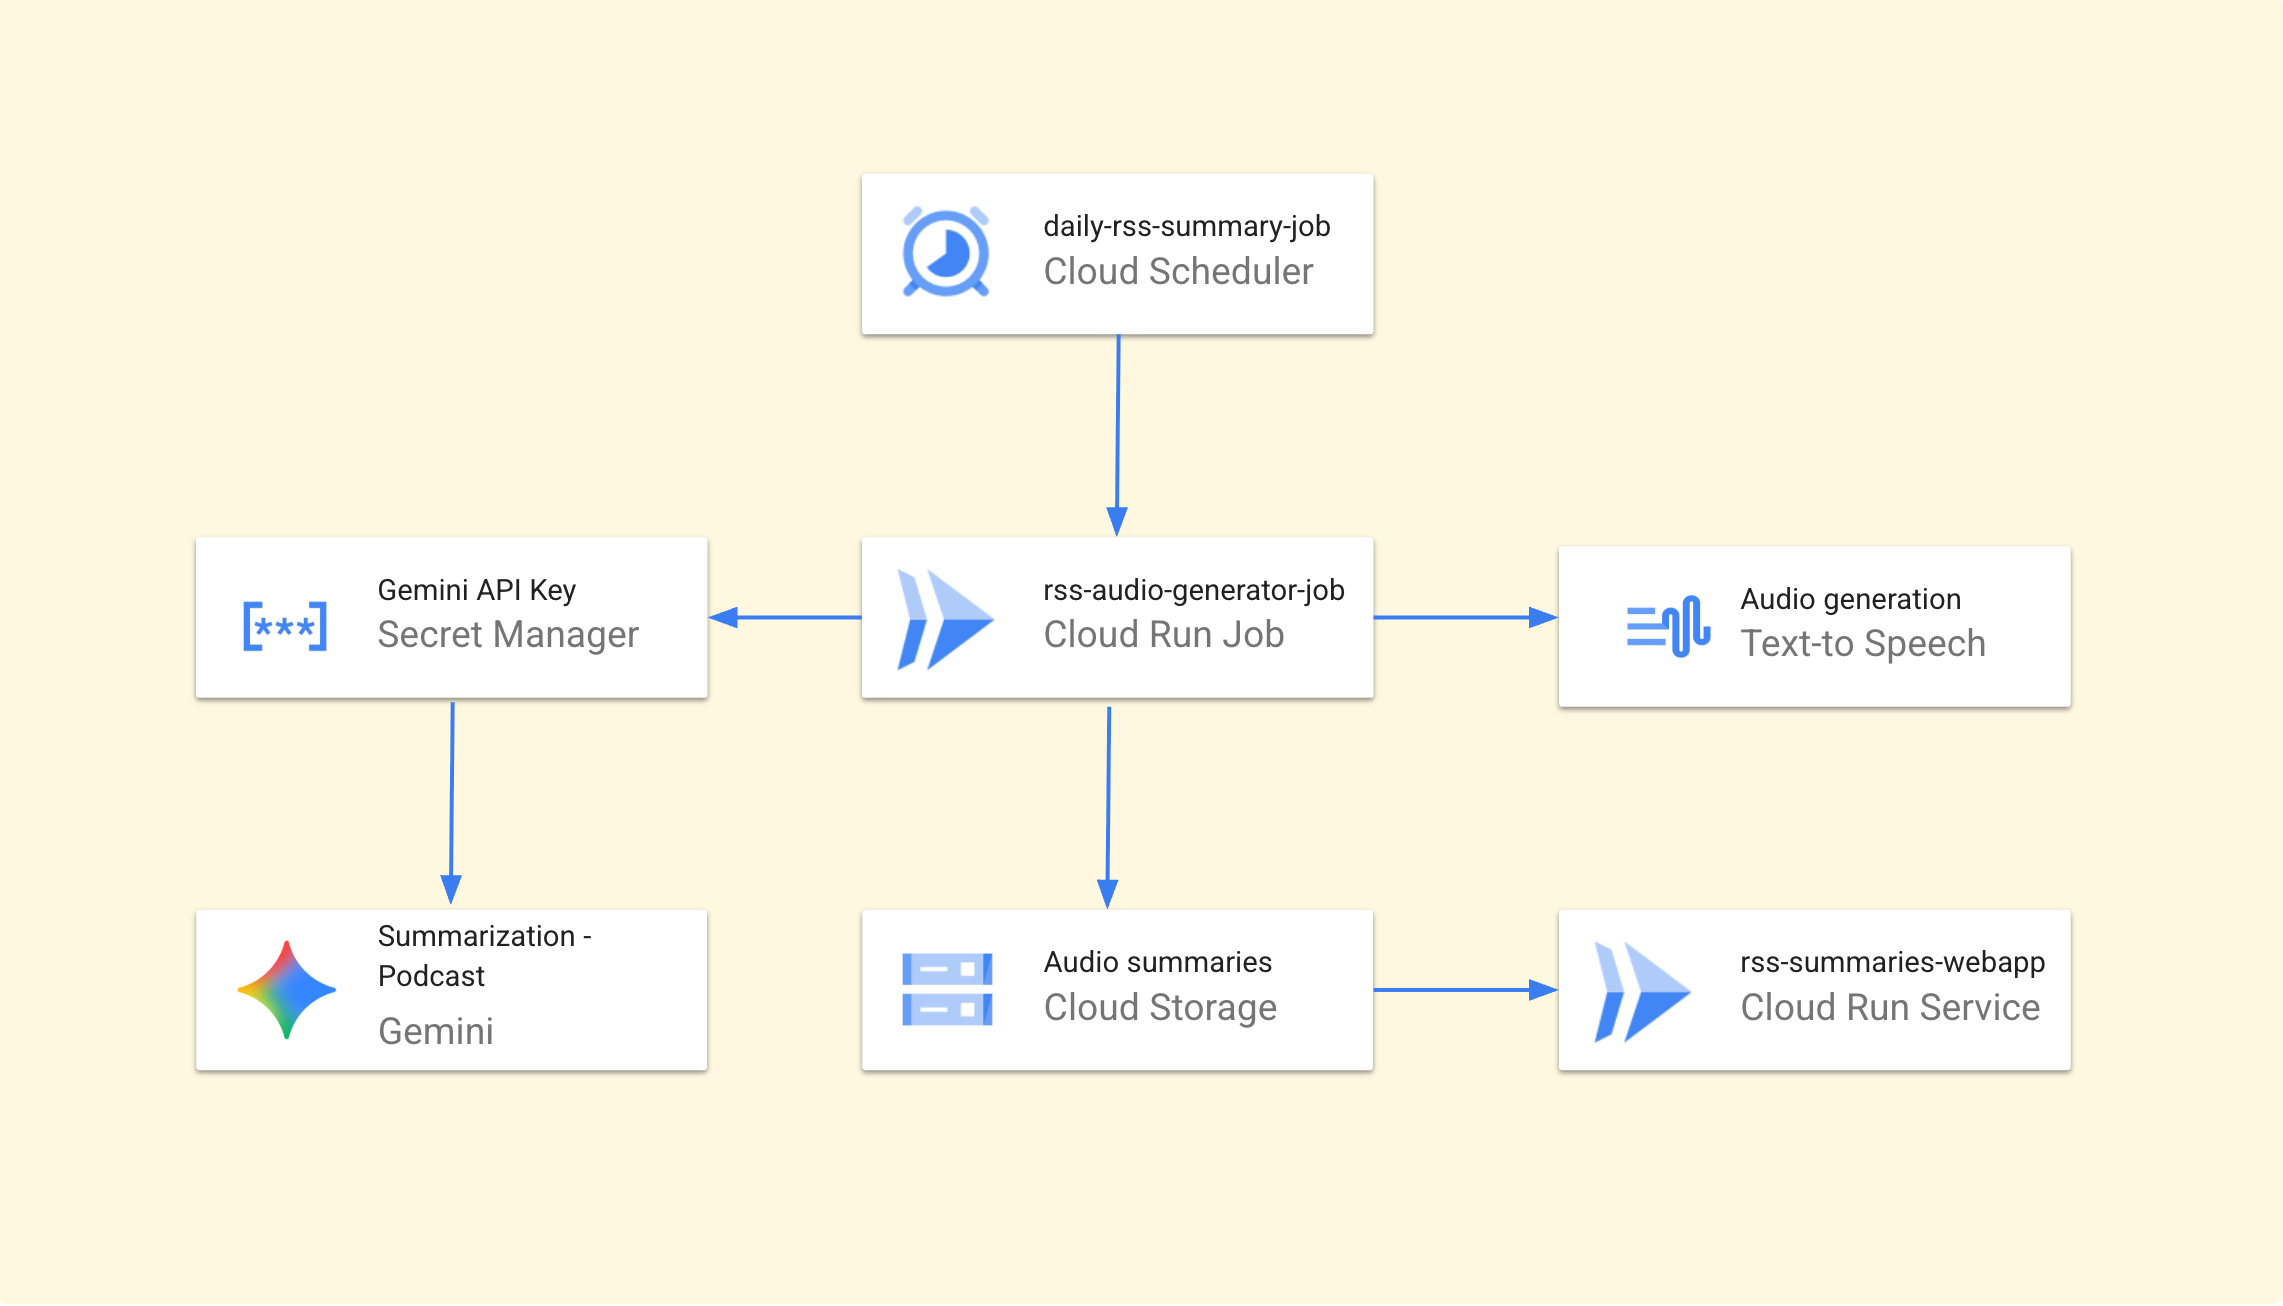 daily-rss-summary-job
Cloud Scheduler
Gemini API Key
Secret Manager
rss-audio-generator-job
Cloud Run Job
Audio generation
Text-to Speech
Summarization -
Podcast
Gemini
Audio summaries
Cloud Storage
rss-summaries-webapp
Cloud Run Service